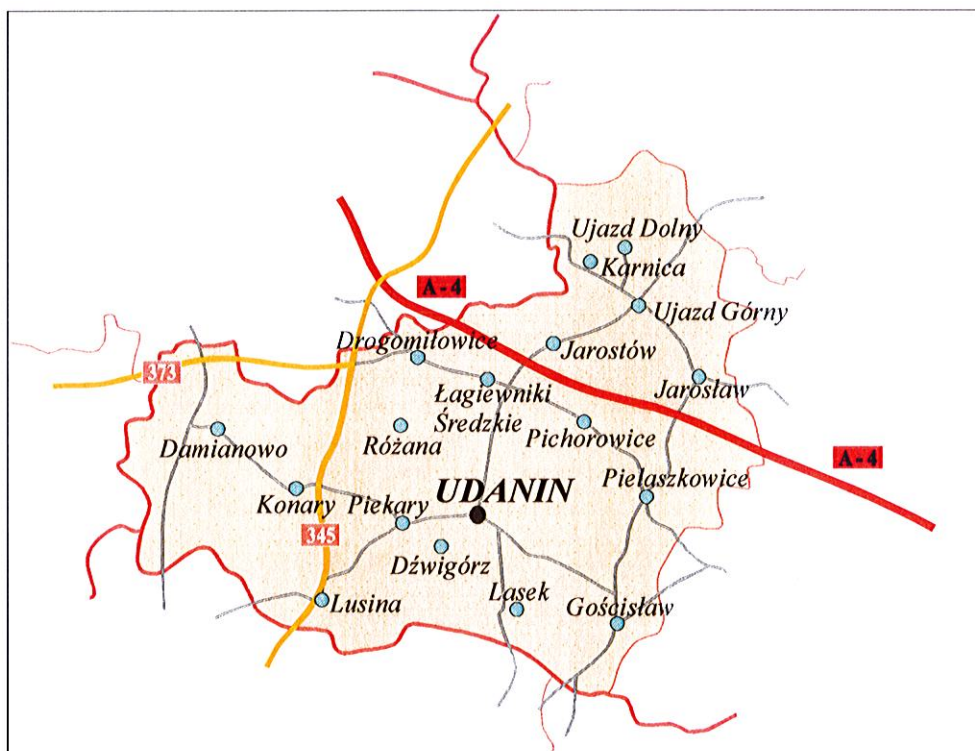 Ujazd Dolny
Karnica
A - 4
Ujazd Górny
Drogomiłowice
Jarostów
373
Łagiewniki
Średzkie
Jarosław
Różana
Pichorowice
Damianowo
A - 4
Pielaszkowice
Konary
Piekary
UDANIN
345
Dźwigórz
Lasek
Lusina
Gościsław